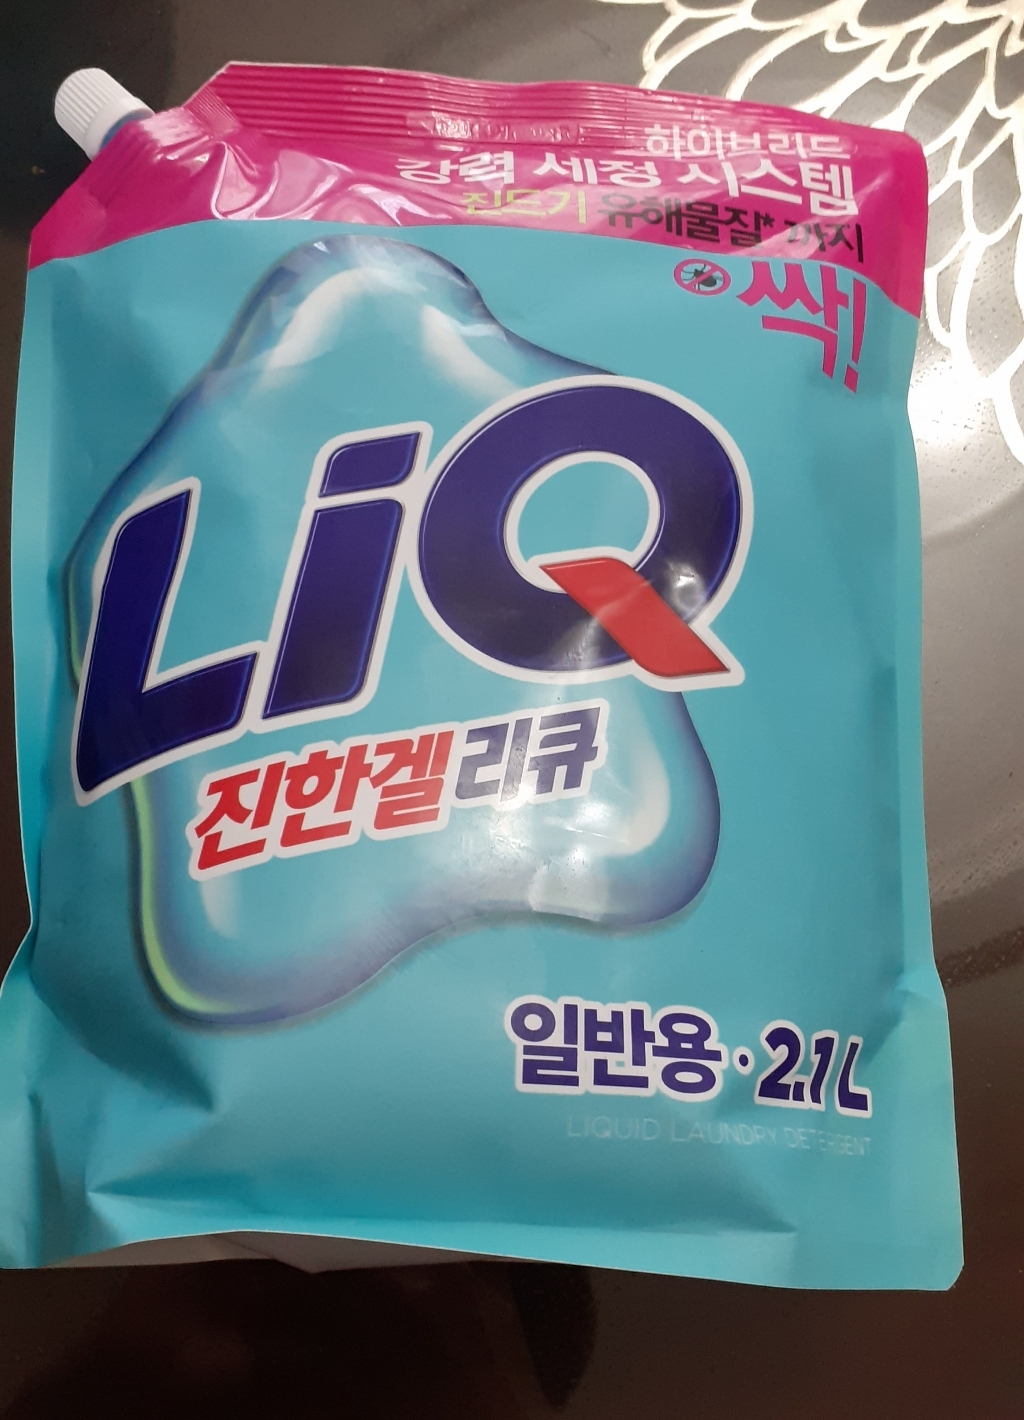 하이브리드
강력 세정 시스템
진드기 유해물질* 까지
싹!
LiQ
진한겔 리큐
일반용 · 2.1L
LIQUID LAUNDRY DETERGENT